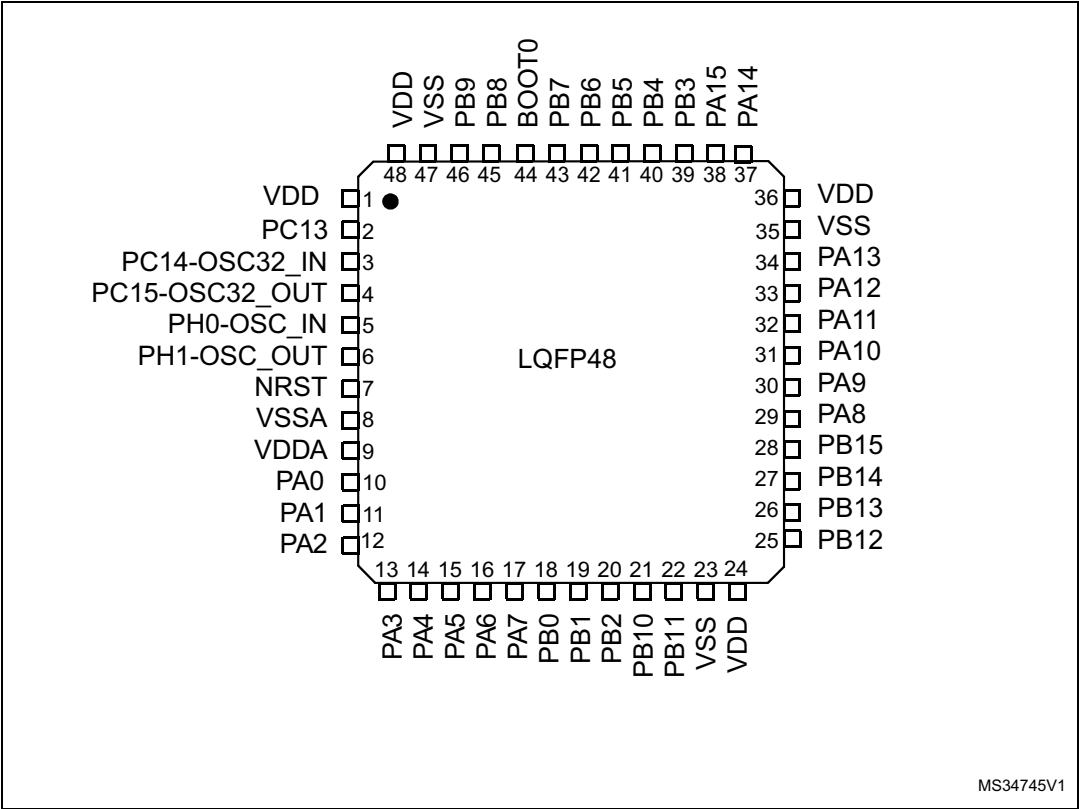 VDD
VSS
PB9
PB8
BOOT0
PB7
PB6
PB5
PB4
PB3
PA15
PA14
48 47 46 45 44 43 42 41 40 39 38 37
VDD 1
PC13 2
PC14-OSC32_IN 3
PC15-OSC32_OUT 4
PH0-OSC_IN 5
PH1-OSC_OUT 6
NRST 7
VSSA 8
VDDA 9
PA0 10
PA1 11
PA2 12
LQFP48
36 VDD
35 VSS
34 PA13
33 PA12
32 PA11
31 PA10
30 PA9
29 PA8
28 PB15
27 PB14
26 PB13
25 PB12
13 14 15 16 17 18 19 20 21 22 23 24
PA3
PA4
PA5
PA6
PA7
PB0
PB1
PB2
PB10
PB11
VSS
VDD
MS34745V1